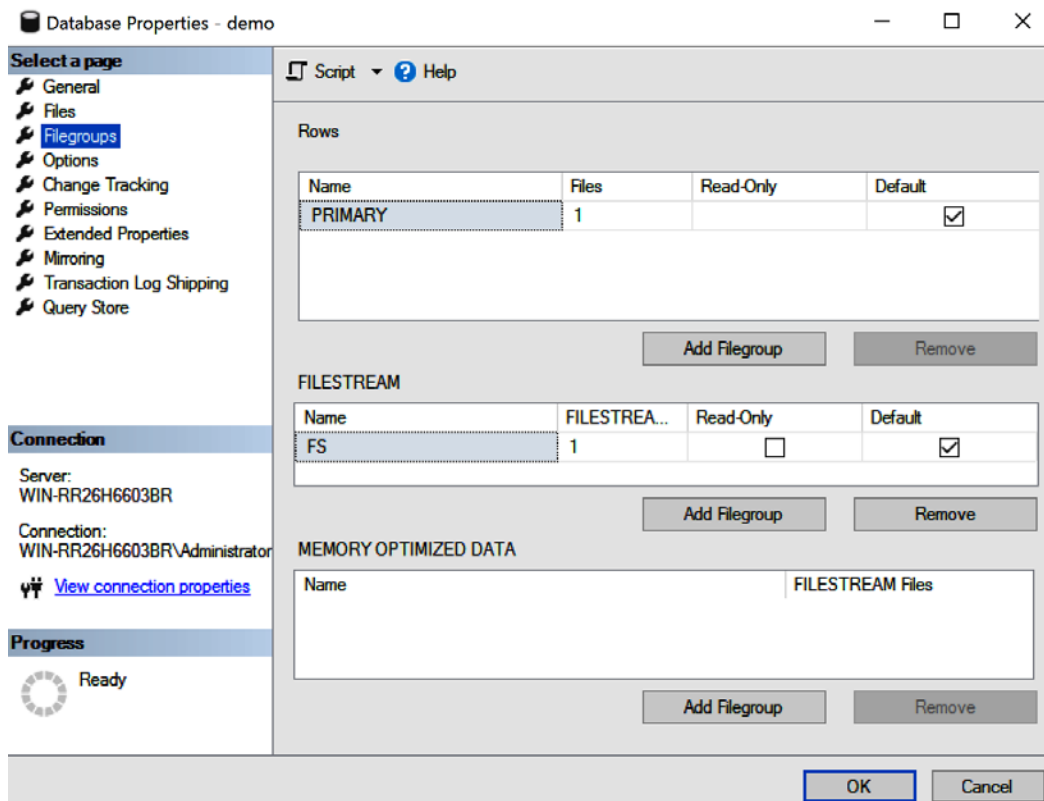 Database Properties - demo
Select a page
General
Files
Filegroups
Options
Change Tracking
Permissions
Extended Properties
Mirroring
Transaction Log Shipping
Query Store
Connection
Server:
WIN-RR26H6603BR
Connection:
WIN-RR26H6603BR\Administrator
View connection properties
Progress
Ready
Script Help
Rows
Name Files Read-Only Default
PRIMARY 1
Add Filegroup Remove
FILESTREAM
Name FILESTREA... Read-Only Default
FS 1
Add Filegroup Remove
MEMORY OPTIMIZED DATA
Name FILESTREAM Files
Add Filegroup Remove
OK Cancel